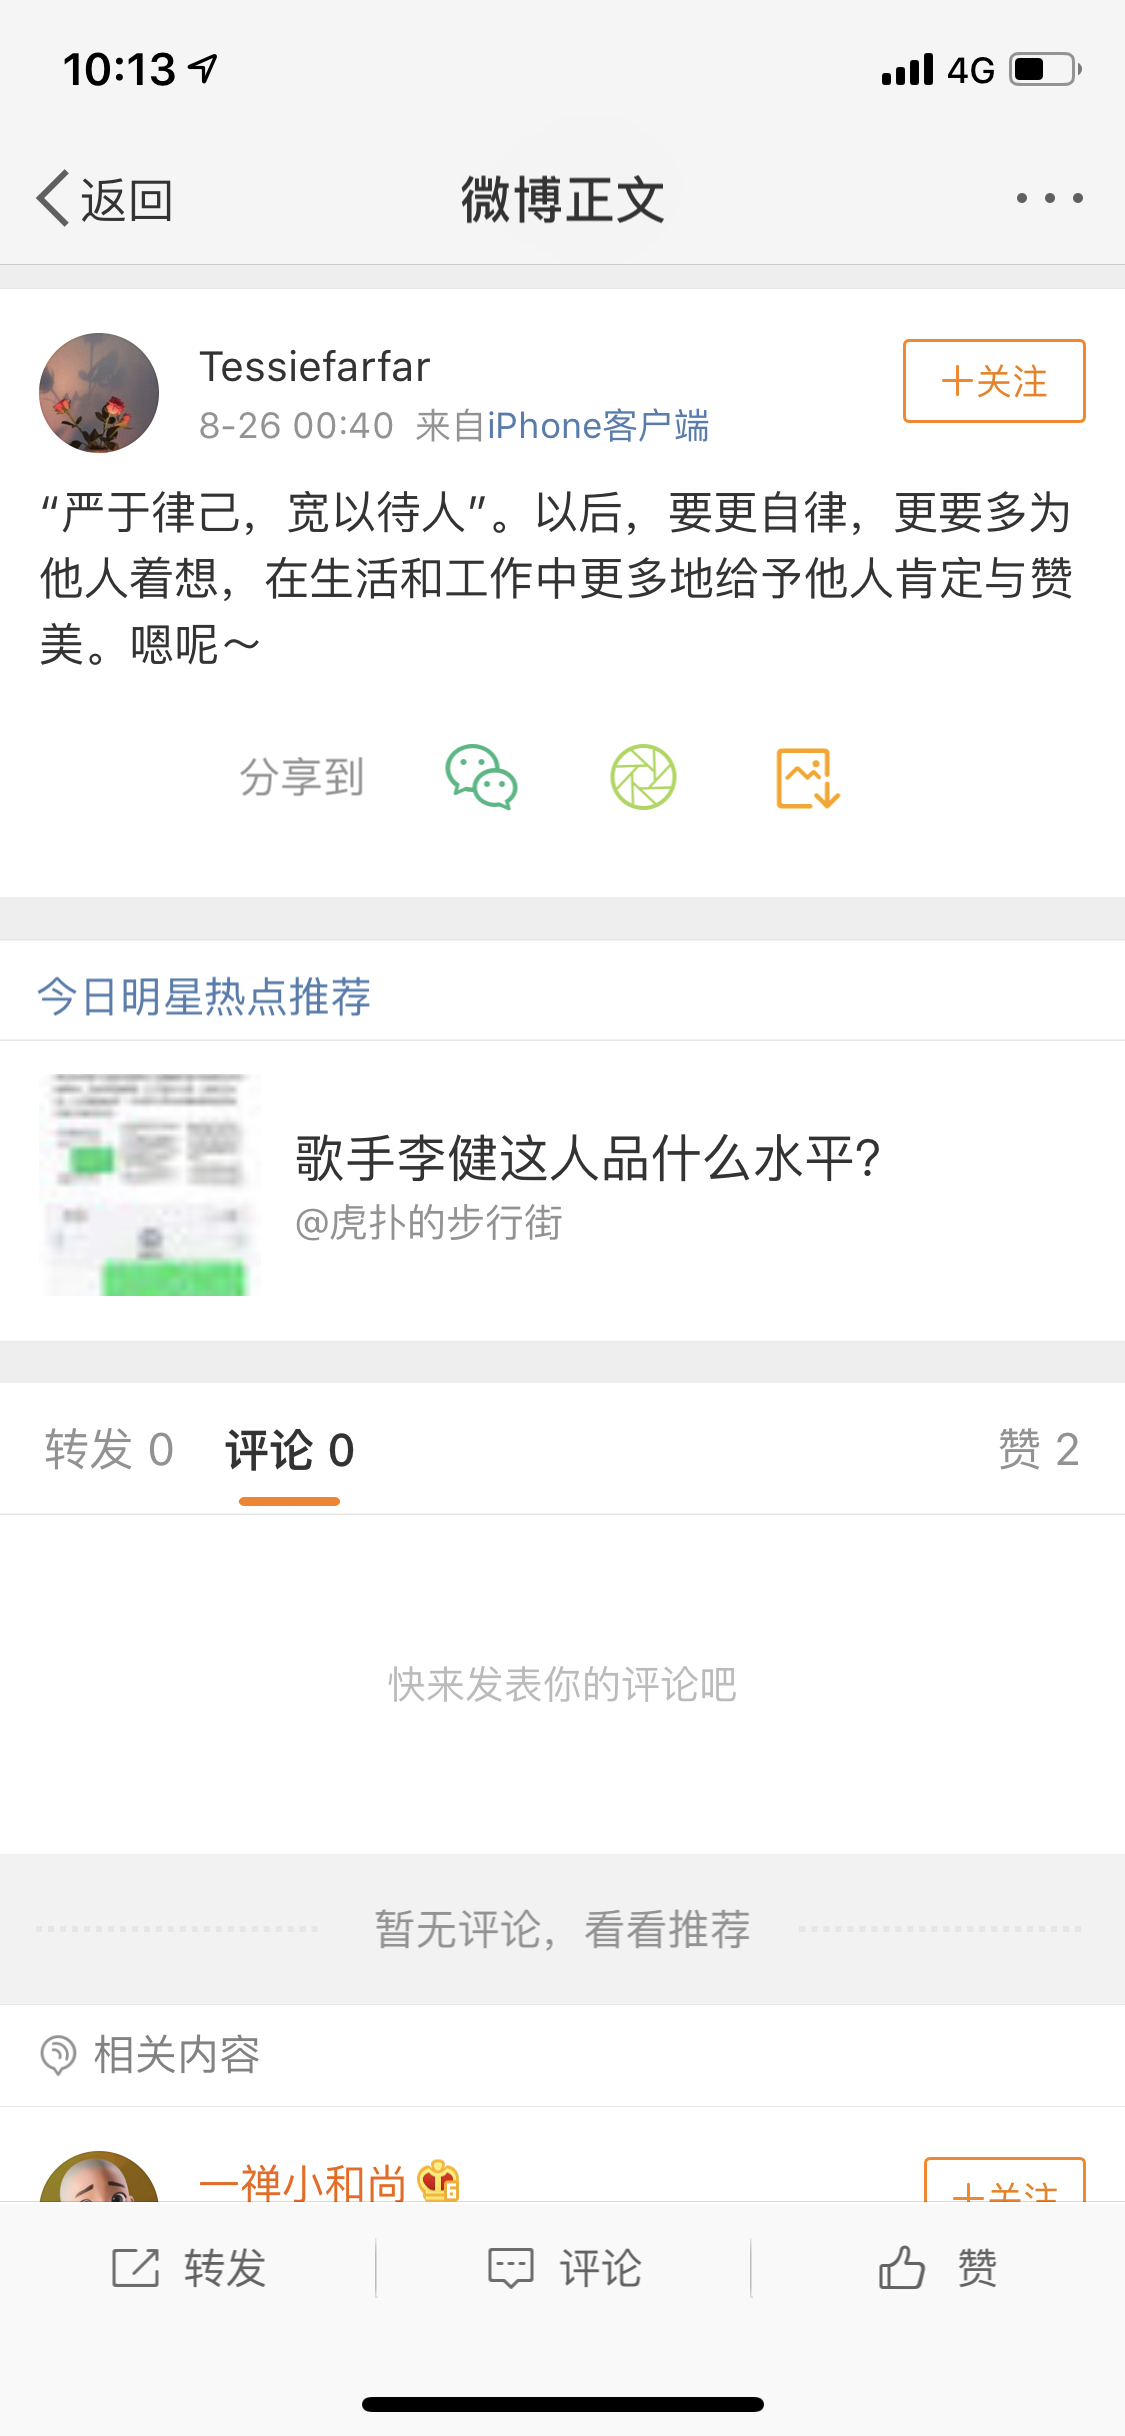 10:13
4G
返回
微博正文
Tessiefarfar
+关注
8-26 00:40 来自iPhone客户端
“严于律己，宽以待人”。以后，要更自律，更要多为
他人着想，在生活和工作中更多地给予他人肯定与赞
美。嗯呢～
分享到
今日明星热点推荐
歌手李健这人品什么水平?
@虎扑的步行街
转发 0
评论 0
赞 2
快来发表你的评论吧
暂无评论，看看推荐
相关内容
一禅小和尚
6
+关注
转发
评论
赞